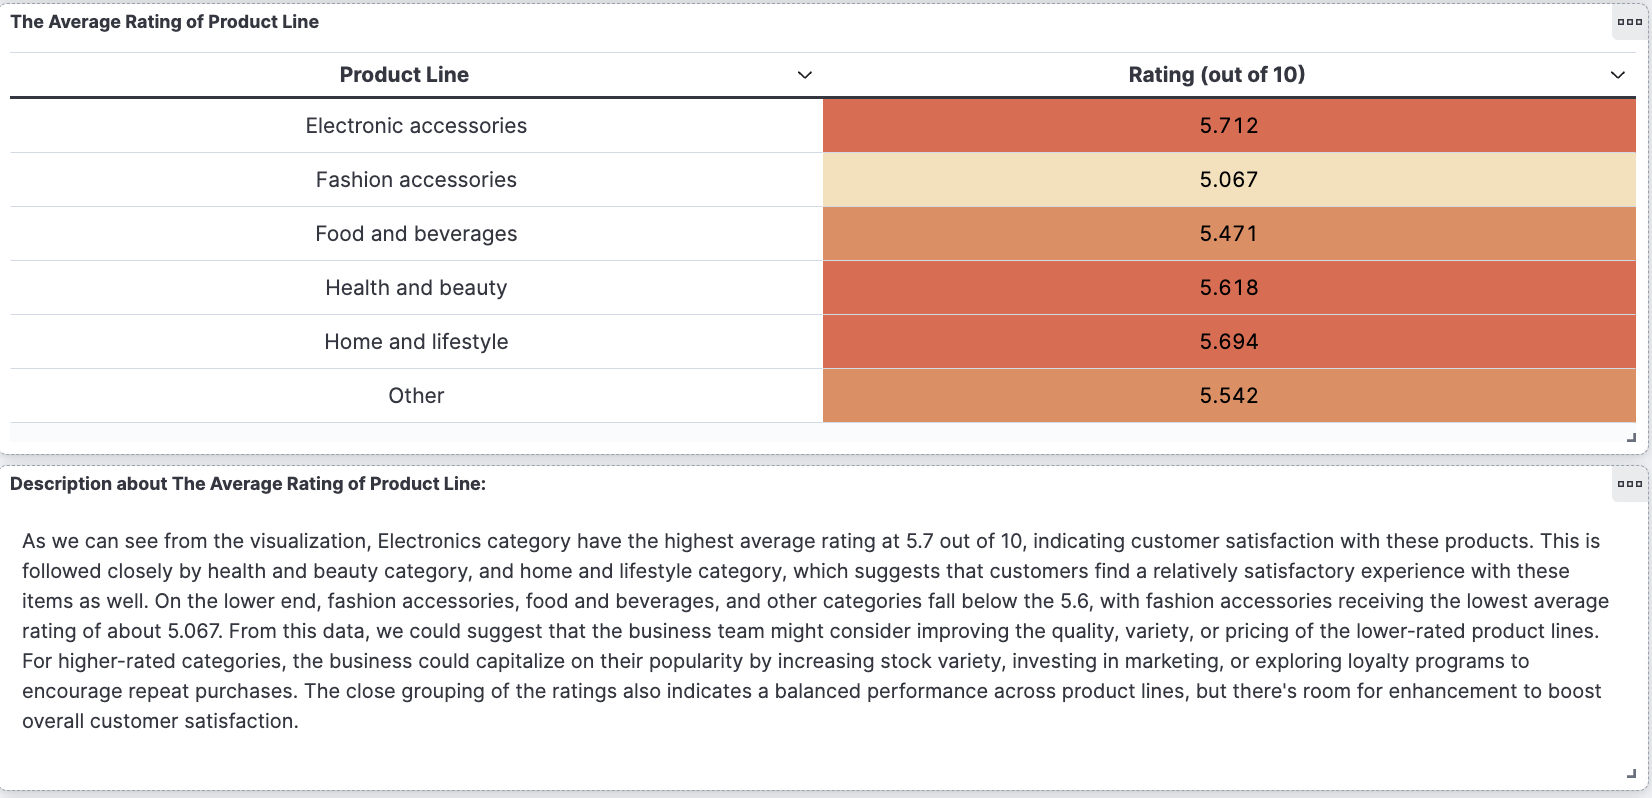 The Average Rating of Product Line
Product Line Rating (out of 10)
Electronic accessories 5.712
Fashion accessories 5.067
Food and beverages 5.471
Health and beauty 5.618
Home and lifestyle 5.694
Other 5.542
Description about The Average Rating of Product Line:
As we can see from the visualization, Electronics category have the highest average rating at 5.7 out of 10, indicating customer satisfaction with these products. This is
followed closely by health and beauty category, and home and lifestyle category, which suggests that customers find a relatively satisfactory experience with these
items as well. On the lower end, fashion accessories, food and beverages, and other categories fall below the 5.6, with fashion accessories receiving the lowest average
rating of about 5.067. From this data, we could suggest that the business team might consider improving the quality, variety, or pricing of the lower-rated product lines.
For higher-rated categories, the business could capitalize on their popularity by increasing stock variety, investing in marketing, or exploring loyalty programs to
encourage repeat purchases. The close grouping of the ratings also indicates a balanced performance across product lines, but there's room for enhancement to boost
overall customer satisfaction.